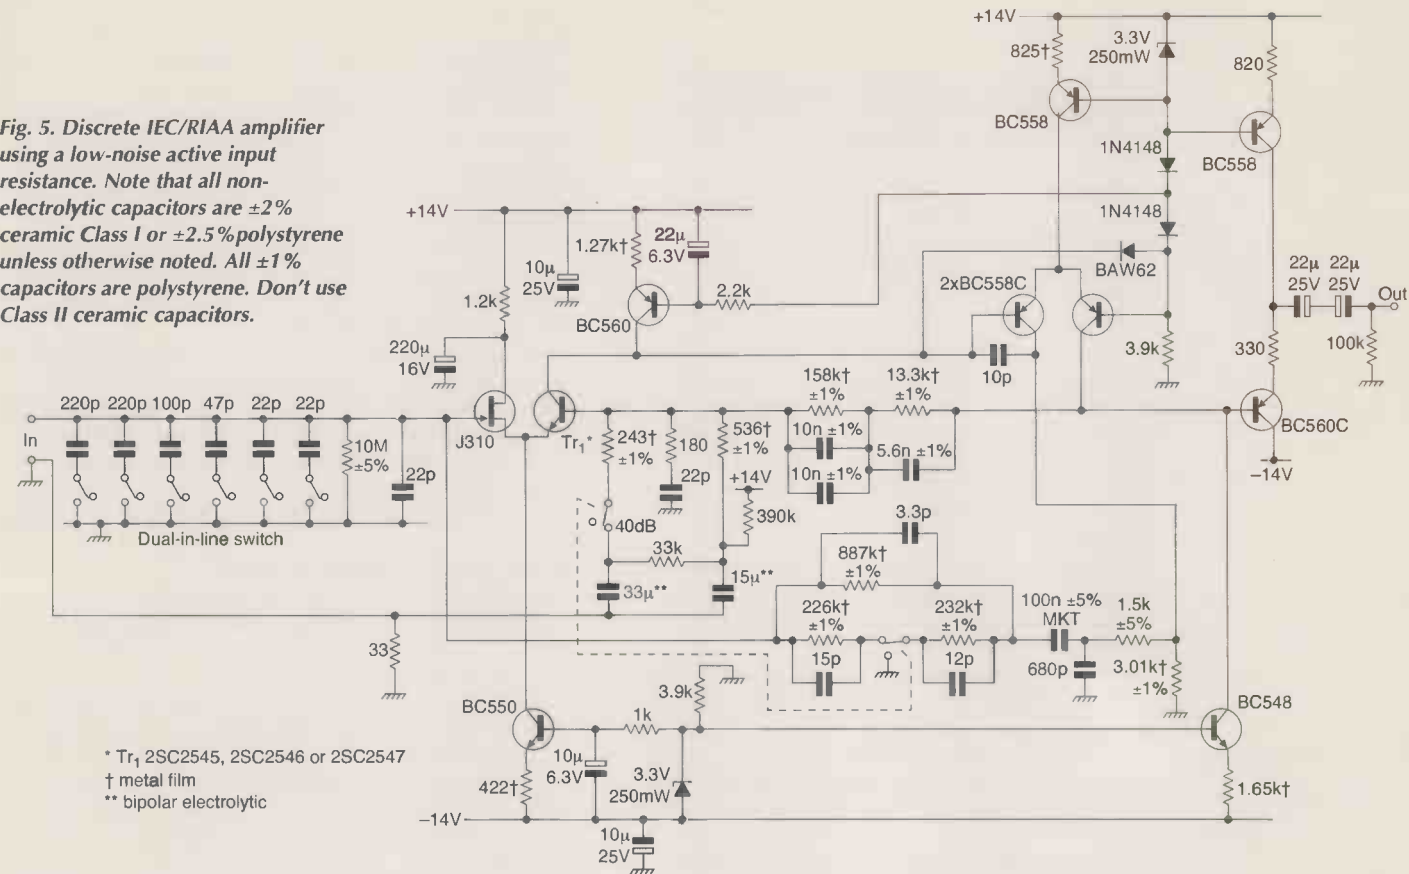 Fig. 5. Discrete IEC/RIAA amplifier
using a low-noise active input
resistance. Note that all non-
electrolytic capacitors are ±2%
ceramic Class I or ±2.5%polystyrene
unless otherwise noted. All ±1%
capacitors are polystyrene. Don't use
Class II ceramic capacitors.
+14V
825†
3.3V
250mW
820
BC558
1N4148
BC558
+14V
1.27k†
22µ
6.3V
1N4148
10µ
25V
BAW62
22µ
25V
22µ
25V
Out
1.2k
2.2k
2xBC558C
BC560
3.9k
330
100k
220µ
16V
10p
158k†
±1%
13.3k†
±1%
220p
220p
100p
47p
22p
22p
In
J310
Tr1*
BC560C
10M
±5%
22p
243†
±1%
180
536†
±1%
10n ±1%
5.6n ±1%
10n ±1%
22p
+14V
–14V
Dual-in-line switch
40dB
390k
33k
3.3p
887k†
±1%
33µ**
15µ**
226k†
±1%
232k†
±1%
100n ±5%
MKT
1.5k
±5%
33
15p
12p
680p
3.01k†
±1%
3.9k
BC550
1k
BC548
* Tr1 2SC2545, 2SC2546 or 2SC2547
† metal film
** bipolar electrolytic
422†
10µ
6.3V
3.3V
250mW
1.65k†
–14V
10µ
25V